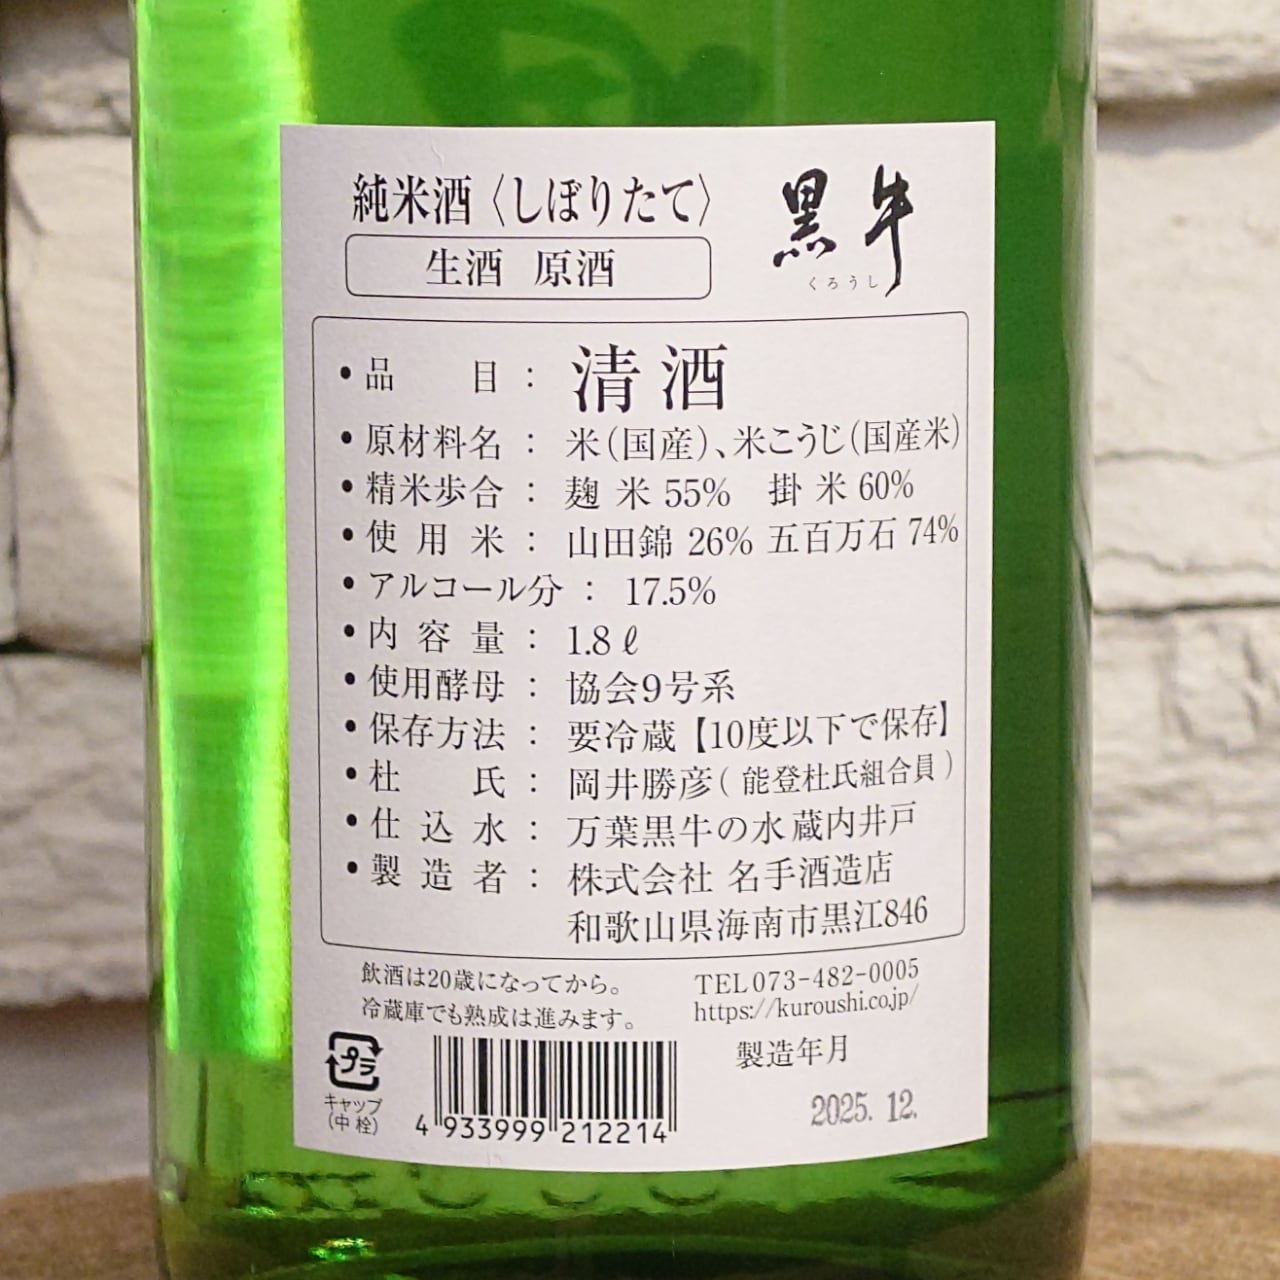 純米酒〈しぼりたて〉
生酒 原酒
黒牛
くろうし
・品 目：清酒
・原材料名：米(国産)、米こうじ(国産米)
・精米歩合：麹米55% 掛米60%
・使用米：山田錦 26% 五百万石 74%
・アルコール分：17.5%
・内容量：1.8ℓ
・使用酵母：協会9号系
・保存方法：要冷蔵【10度以下で保存】
・杜 氏：岡井勝彦(能登杜氏組合員)
・仕込水：万葉黒牛の水 蔵内井戸
・製造者：株式会社 名手酒造店
和歌山県海南市黒江846
飲酒は20歳になってから。
冷蔵庫でも熟成は進みます。
TEL073-482-0005
https://kuroushi.co.jp/
プラ
キャップ
(中栓)
4 933999 212214
製造年月
2025. 12.